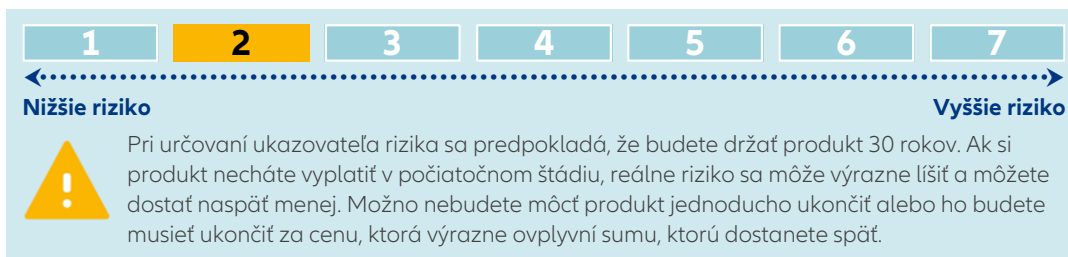 1 2 3 4 5 6 7
Nižšie riziko Vyššie riziko
Pri určovaní ukazovateľa rizika sa predpokladá, že budete držať produkt 30 rokov. Ak si
produkt necháte vyplatiť v počiatočnom štádiu, reálne riziko sa môže výrazne líšiť a môžete
dostať naspäť menej. Možno nebudete môcť produkt jednoducho ukončiť alebo ho budete
musieť ukončiť za cenu, ktorá výrazne ovplyvní sumu, ktorú dostanete späť.